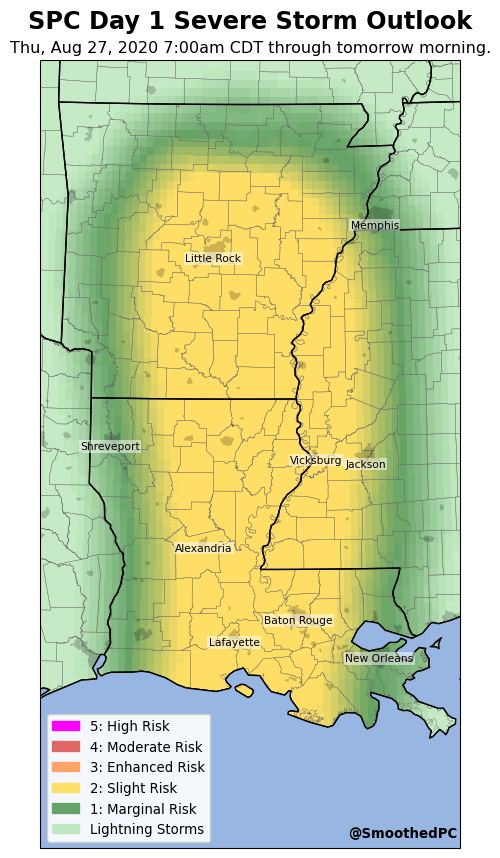 SPC Day 1 Severe Storm Outlook
Thu, Aug 27, 2020 7:00am CDT through tomorrow morning.
Memphis
Little Rock
Shreveport
Vicksburg
Jackson
Alexandria
Baton Rouge
Lafayette
New Orleans
5: High Risk
4: Moderate Risk
3: Enhanced Risk
2: Slight Risk
1: Marginal Risk
Lightning Storms
@SmoothedPC